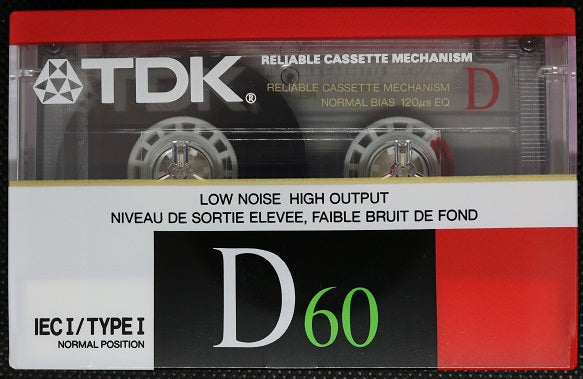 TDK®
RELIABLE CASSETTE MECHANISM
RELIABLE CASSETTE MECHANISM
NORMAL BIAS 120µs EQ
D
LOW NOISE HIGH OUTPUT
NIVEAU DE SORTIE ELEVEE, FAIBLE BRUIT DE FOND
D60
IEC I / TYPE I
NORMAL POSITION